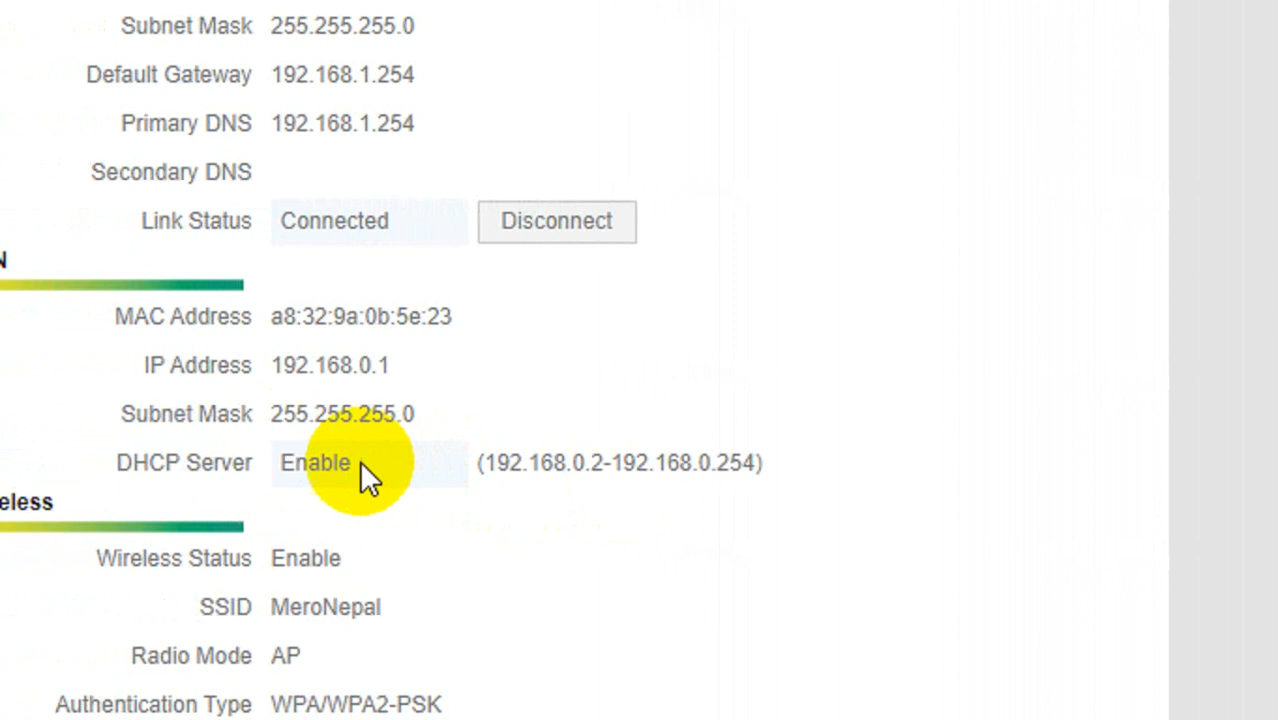 Subnet Mask 255.255.255.0
Default Gateway 192.168.1.254
Primary DNS 192.168.1.254
Secondary DNS
Link Status Connected Disconnect
N
MAC Address a8:32:9a:0b:5e:23
IP Address 192.168.0.1
Subnet Mask 255.255.255.0
DHCP Server Enable (192.168.0.2-192.168.0.254)
eless
Wireless Status Enable
SSID MeroNepal
Radio Mode AP
Authentication Type WPA/WPA2-PSK